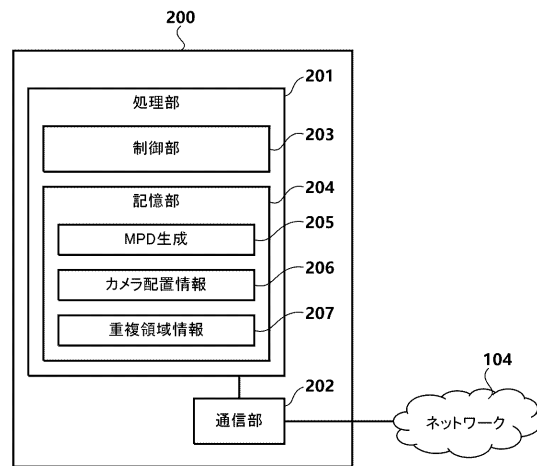 200
201
処理部
203
制御部
204
記憶部
205
MPD生成
206
カメラ配置情報
207
重複領域情報
202
通信部
104
ネットワーク